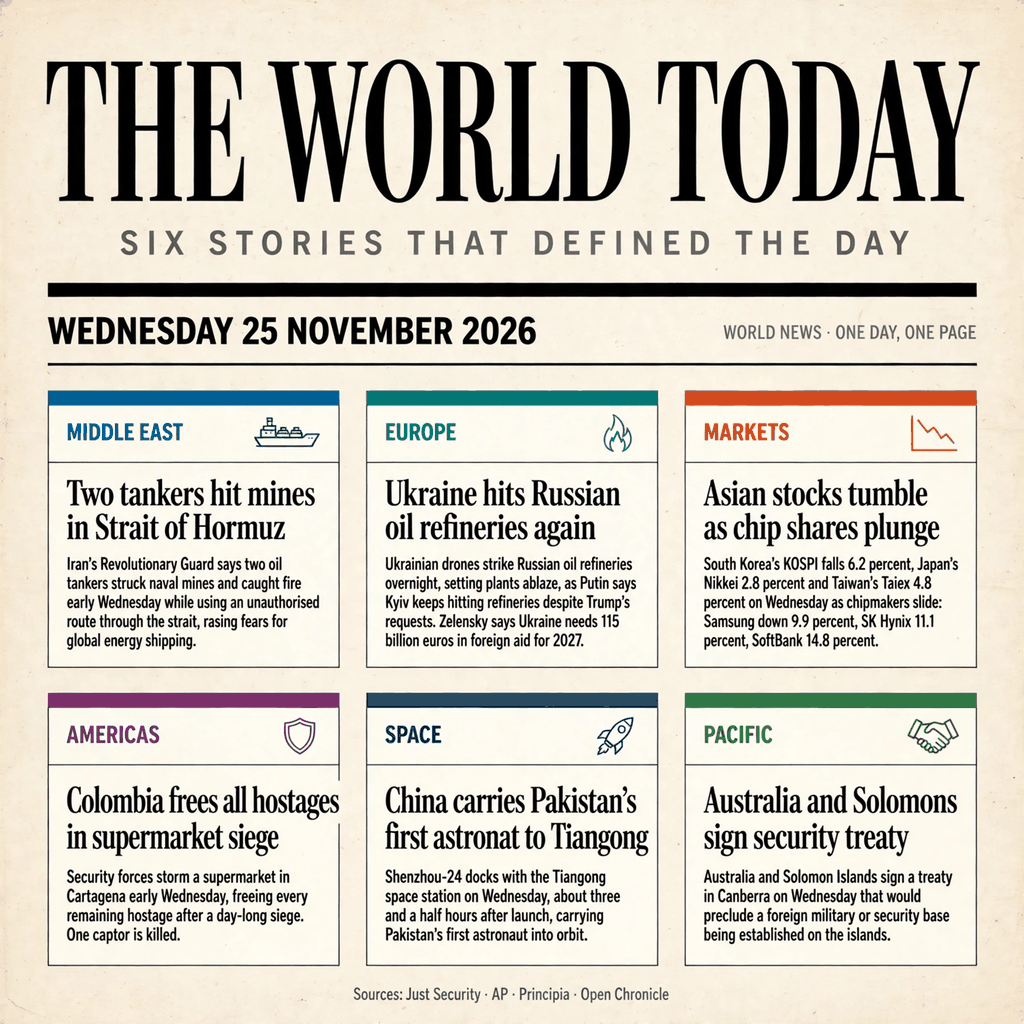 THE WORLD TODAY
SIX STORIES THAT DEFINED THE DAY
WEDNESDAY 25 NOVEMBER 2026
WORLD NEWS · ONE DAY, ONE PAGE
MIDDLE EAST
Two tankers hit mines
in Strait of Hormuz
Iran's Revolutionary Guard says two oil
tankers struck naval mines and caught fire
early Wednesday while using an unauthorised
route through the strait, rasing fears for
global energy shipping.
EUROPE
Ukraine hits Russian
oil refineries again
Ukrainian drones strike Russian oil refineries
overnight, setting plants ablaze, as Putin says
Kyiv keeps hitting refineries despite Trump's
requests. Zelensky says Ukraine needs 115
billion euros in foreign aid for 2027.
MARKETS
Asian stocks tumble
as chip shares plunge
South Korea's KOSPI falls 6.2 percent, Japan's
Nikkei 2.8 percent and Taiwan's Taiex 4.8
percent on Wednesday as chipmakers slide:
Samsung down 9.9 percent, SK Hynix 11.1
percent, SoftBank 14.8 percent.
AMERICAS
Colombia frees all hostages
in supermarket siege
Security forces storm a supermarket in
Cartagena early Wednesday, freeing every
remaining hostage after a day-long siege.
One captor is killed.
SPACE
China carries Pakistan's
first astronat to Tiangong
Shenzhou-24 docks with the Tiangong
space station on Wednesday, about three
and a half hours after launch, carrying
Pakistan's first astronaut into orbit.
PACIFIC
Australia and Solomons
sign security treaty
Australia and Solomon Islands sign a treaty
in Canberra on Wednesday that would
preclude a foreign military or security base
being established on the islands.
Sources: Just Security · AP · Principia · Open Chronicle